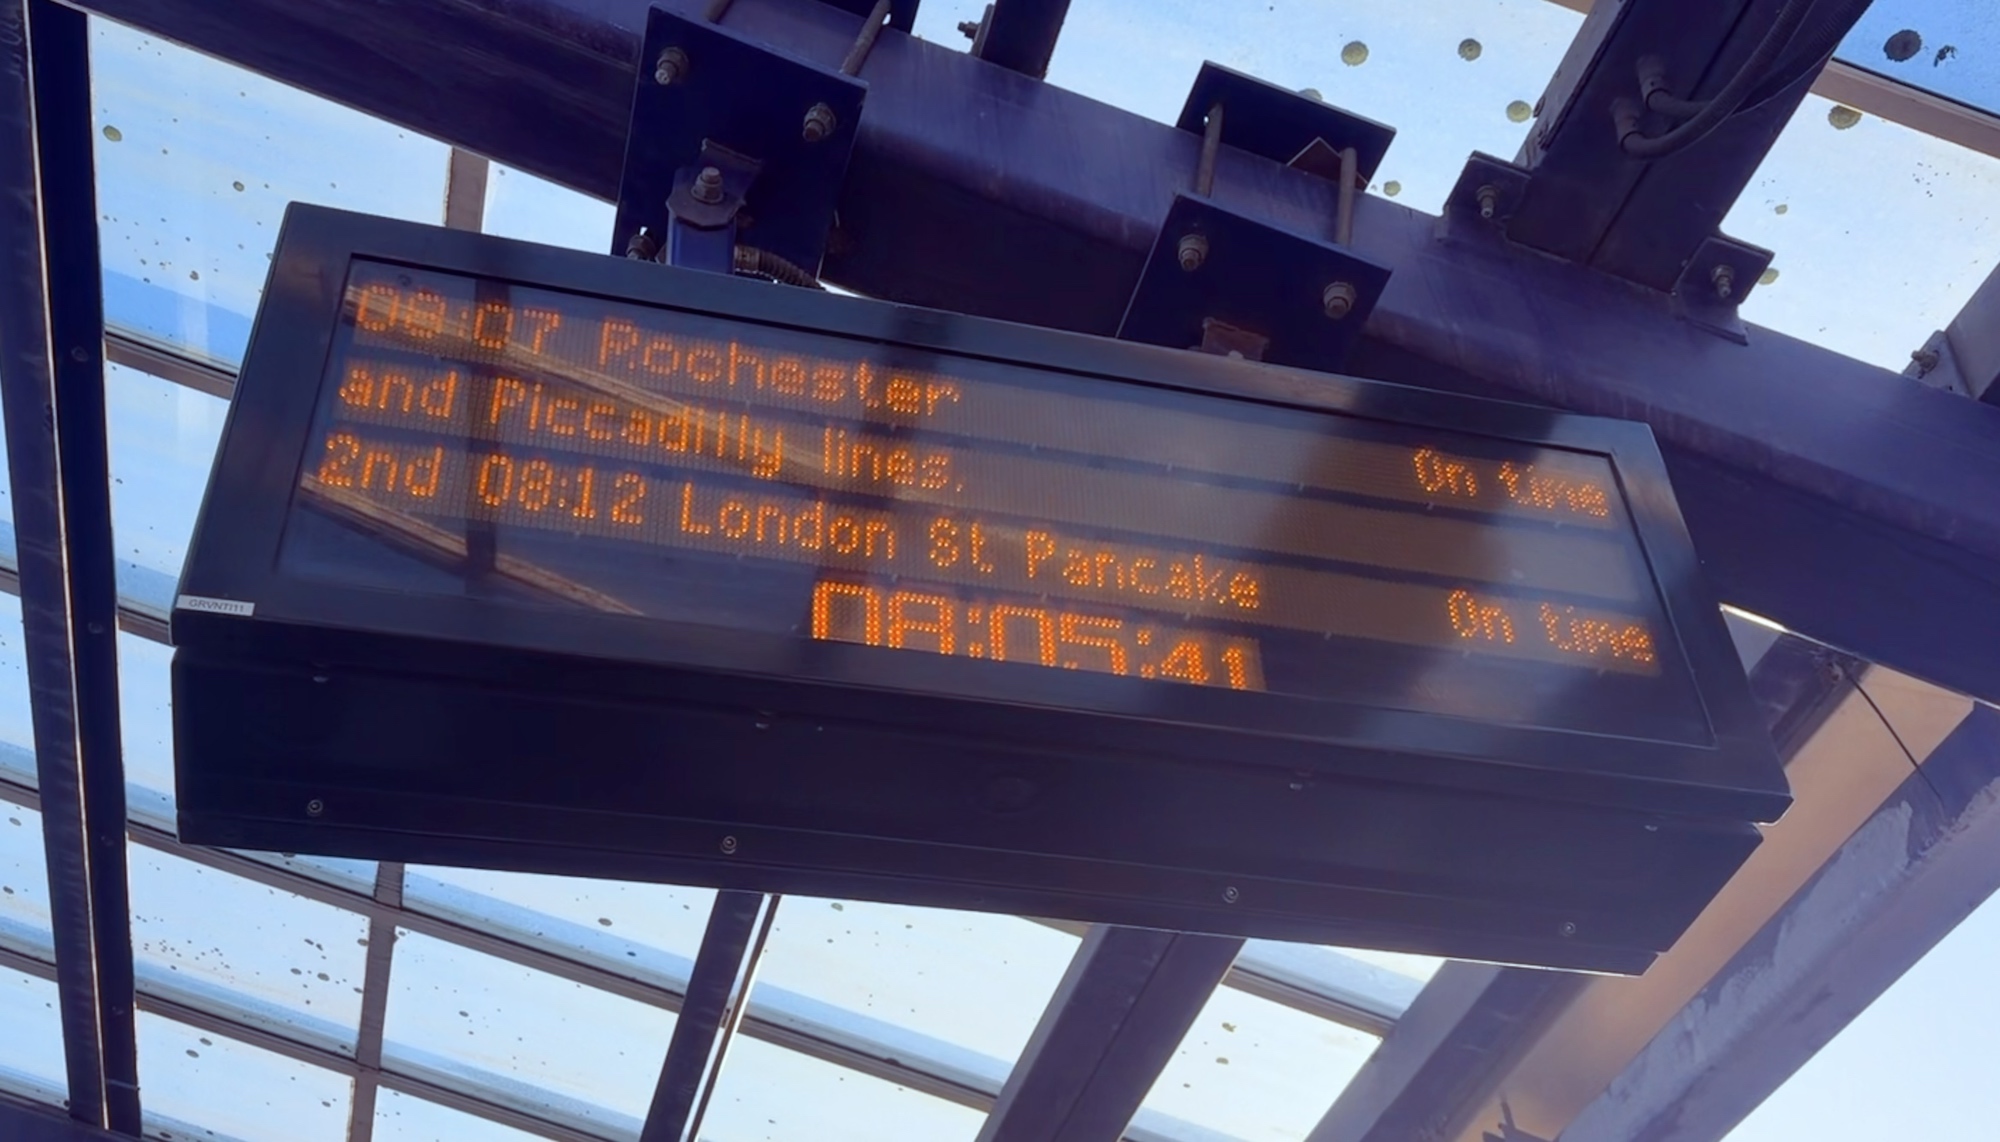 08:07 Rochester On time
and Piccadilly lines.
2nd 08:12 London St Pancake On time
08:05:41
GRVNTI11